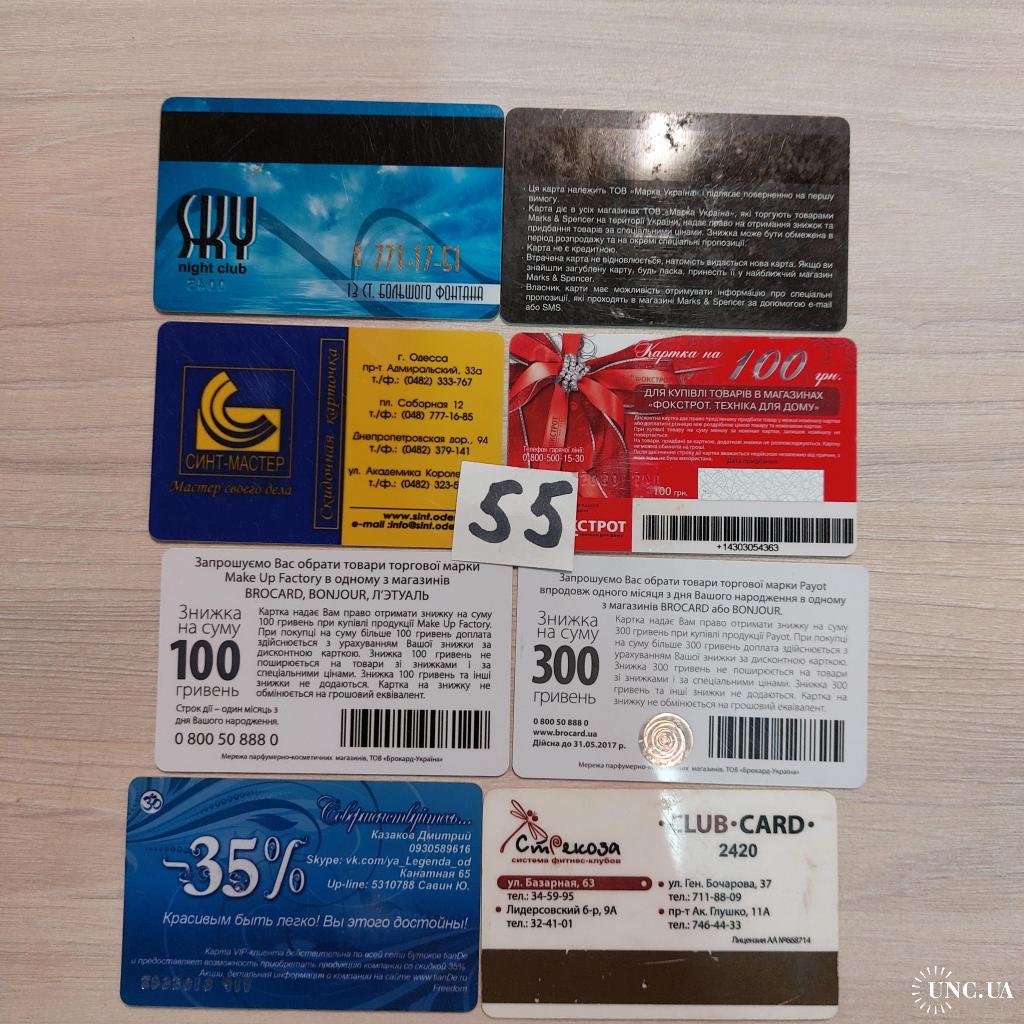 SKY
night club
0045
771-17-51
13 СТ. БОЛЬШОГО ФОНТАНА
Ця карта належить ТОВ «Марка Україна» і підлягає поверненню на першу
вимогу.
Карта діє в усіх магазинах ТОВ «Марка Україна», які торгують товарами
Marks & Spencer на території України, надає право на отримання знижок та
придбання товарів за спеціальними цінами. Знижка може бути обмежена в
період розпродажу та на окремі спеціальні пропозиції.
Карта не є кредитною.
Втрачена карта не відновлюється, натомість видається нова карта. Якщо ви
знайшли загублену карту, будь ласка, принесіть її у найближчий магазин
Marks & Spencer.
Власник карти має можливість отримувати інформацію про спеціальні
пропозиції, які проходять в магазині Marks & Spencer за допомогою e-mail
або SMS.
СИНТ-МАСТЕР
Мастер своего дела
Скидочная карточка
г. Одесса
пр-т Адмиральский, 33а
т./ф.: (0482) 333-767
пл. Соборная 12
т./ф.: (048) 777-16-85
Днепропетровская дор., 94
т./ф.: (0482) 379-141
ул. Академика Короле
т./ф.: (0482) 323-5
www.sint.ode
e-mail :info@sint.ode
Картка на 100 грн.
ДЛЯ КУПІВЛІ ТОВАРІВ В МАГАЗИНАХ
«ФОКСТРОТ. ТЕХНІКА ДЛЯ ДОМУ»
Дата придбання
Телефон гарячої лінії:
0-800-500-15-30
100 грн.
КСТРОТ
+14303054363
55
Запрошуємо Вас обрати товари торгової марки
Make Up Factory в одному з магазинів
BROCARD, BONJOUR, Л'ЭТУАЛЬ
Знижка
на суму
100
гривень
Картка надає Вам право отримати знижку на суму
100 гривень при купівлі продукції Make Up Factory.
При покупці на суму більше 100 гривень доплата
здійснюється з урахуванням Вашої знижки за
дисконтною карткою. Знижка 100 гривень не
поширюється на товари зі знижками і за
спеціальними цінами. Знижка 100 гривень та інші
знижки не додаються. Картка на знижку не
обмінюється на грошовий еквівалент.
Строк дії – один місяць з
дня Вашого народження.
0 800 50 888 0
Мережа парфумерно-косметичних магазинів, ТОВ «Брокард-Україна»
Запрошуємо Вас обрати товари торгової марки Payot
впродовж одного місяця з дня Вашого народження в одному
з магазинів BROCARD або BONJOUR.
Знижка
на суму
300
гривень
Картка надає Вам право отримати знижку на суму
300 гривень при купівлі продукції Payot. При покупці
на суму більше 300 гривень доплата здійснюється з
урахуванням Вашої знижки за дисконтною карткою.
Знижка 300 гривень не поширюється на товари
зі знижками і за спеціальними цінами. Знижка 300
гривень та інші знижки не додаються. Картка на
знижку не обмінюється на грошовий еквівалент.
0 800 50 888 0
www.brocard.ua
Дійсна до 31.05.2017 р.
Мережа парфумерно-косметичних магазинів, ТОВ «Брокард-Україна»
Совершенствуйтесь...
-35%
Казаков Дмитрий
0930589616
Skype: vk.com/ya_Legenda_od
Канатная 65
Up-line: 5310788 Савин Ю.
Красивым быть легко! Вы этого достойны!
Карта VIP-клиента действительна по всей сети бутиков tianDe
и предоставляет возможность приобретать продукцию компании со скидкой 35%
Акции, детальная информация о компании на сайте www.tianDe.ru
Freedom
Стрекоза
система фитнес-клубов
•CLUB•CARD•
2420
ул. Базарная, 63
тел.: 34-59-95
• Лидерсовский б-р, 9А
тел.: 32-41-01
• ул. Ген. Бочарова, 37
тел.: 711-88-09
• пр-т Ак. Глушко, 11А
тел.: 746-44-33
Лицензия АА №668714
UNC.UA